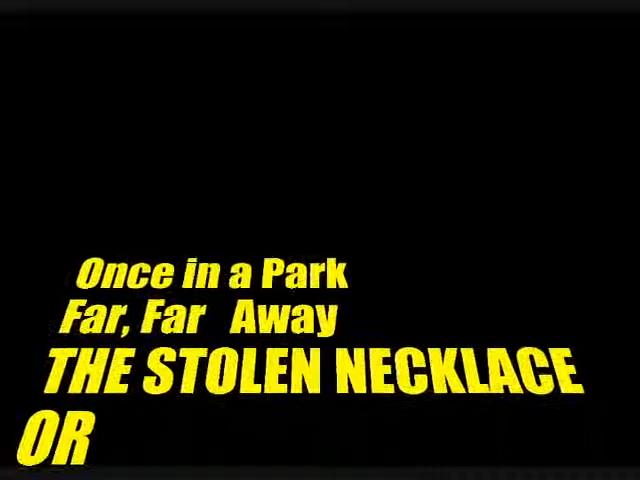 Once in a Park
Far, Far Away
THE STOLEN NECKLACE
OR